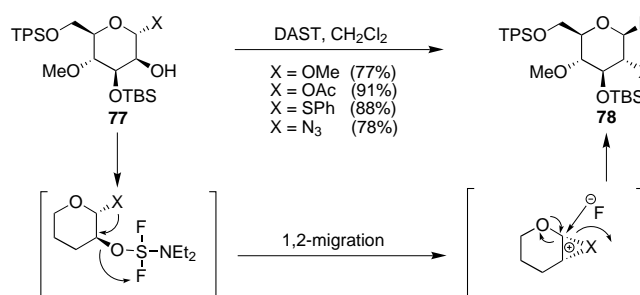 O
X
TPSO
MeO
OH
OTBS
77
DAST, CH2Cl2
X = OMe (77%)
X = OAc (91%)
X = SPh (88%)
X = N3 (78%)
O
TPSO
MeO
OTBS
78
O
X
F
O S NEt2
F
1,2-migration
⊖
F
O
⊕
X